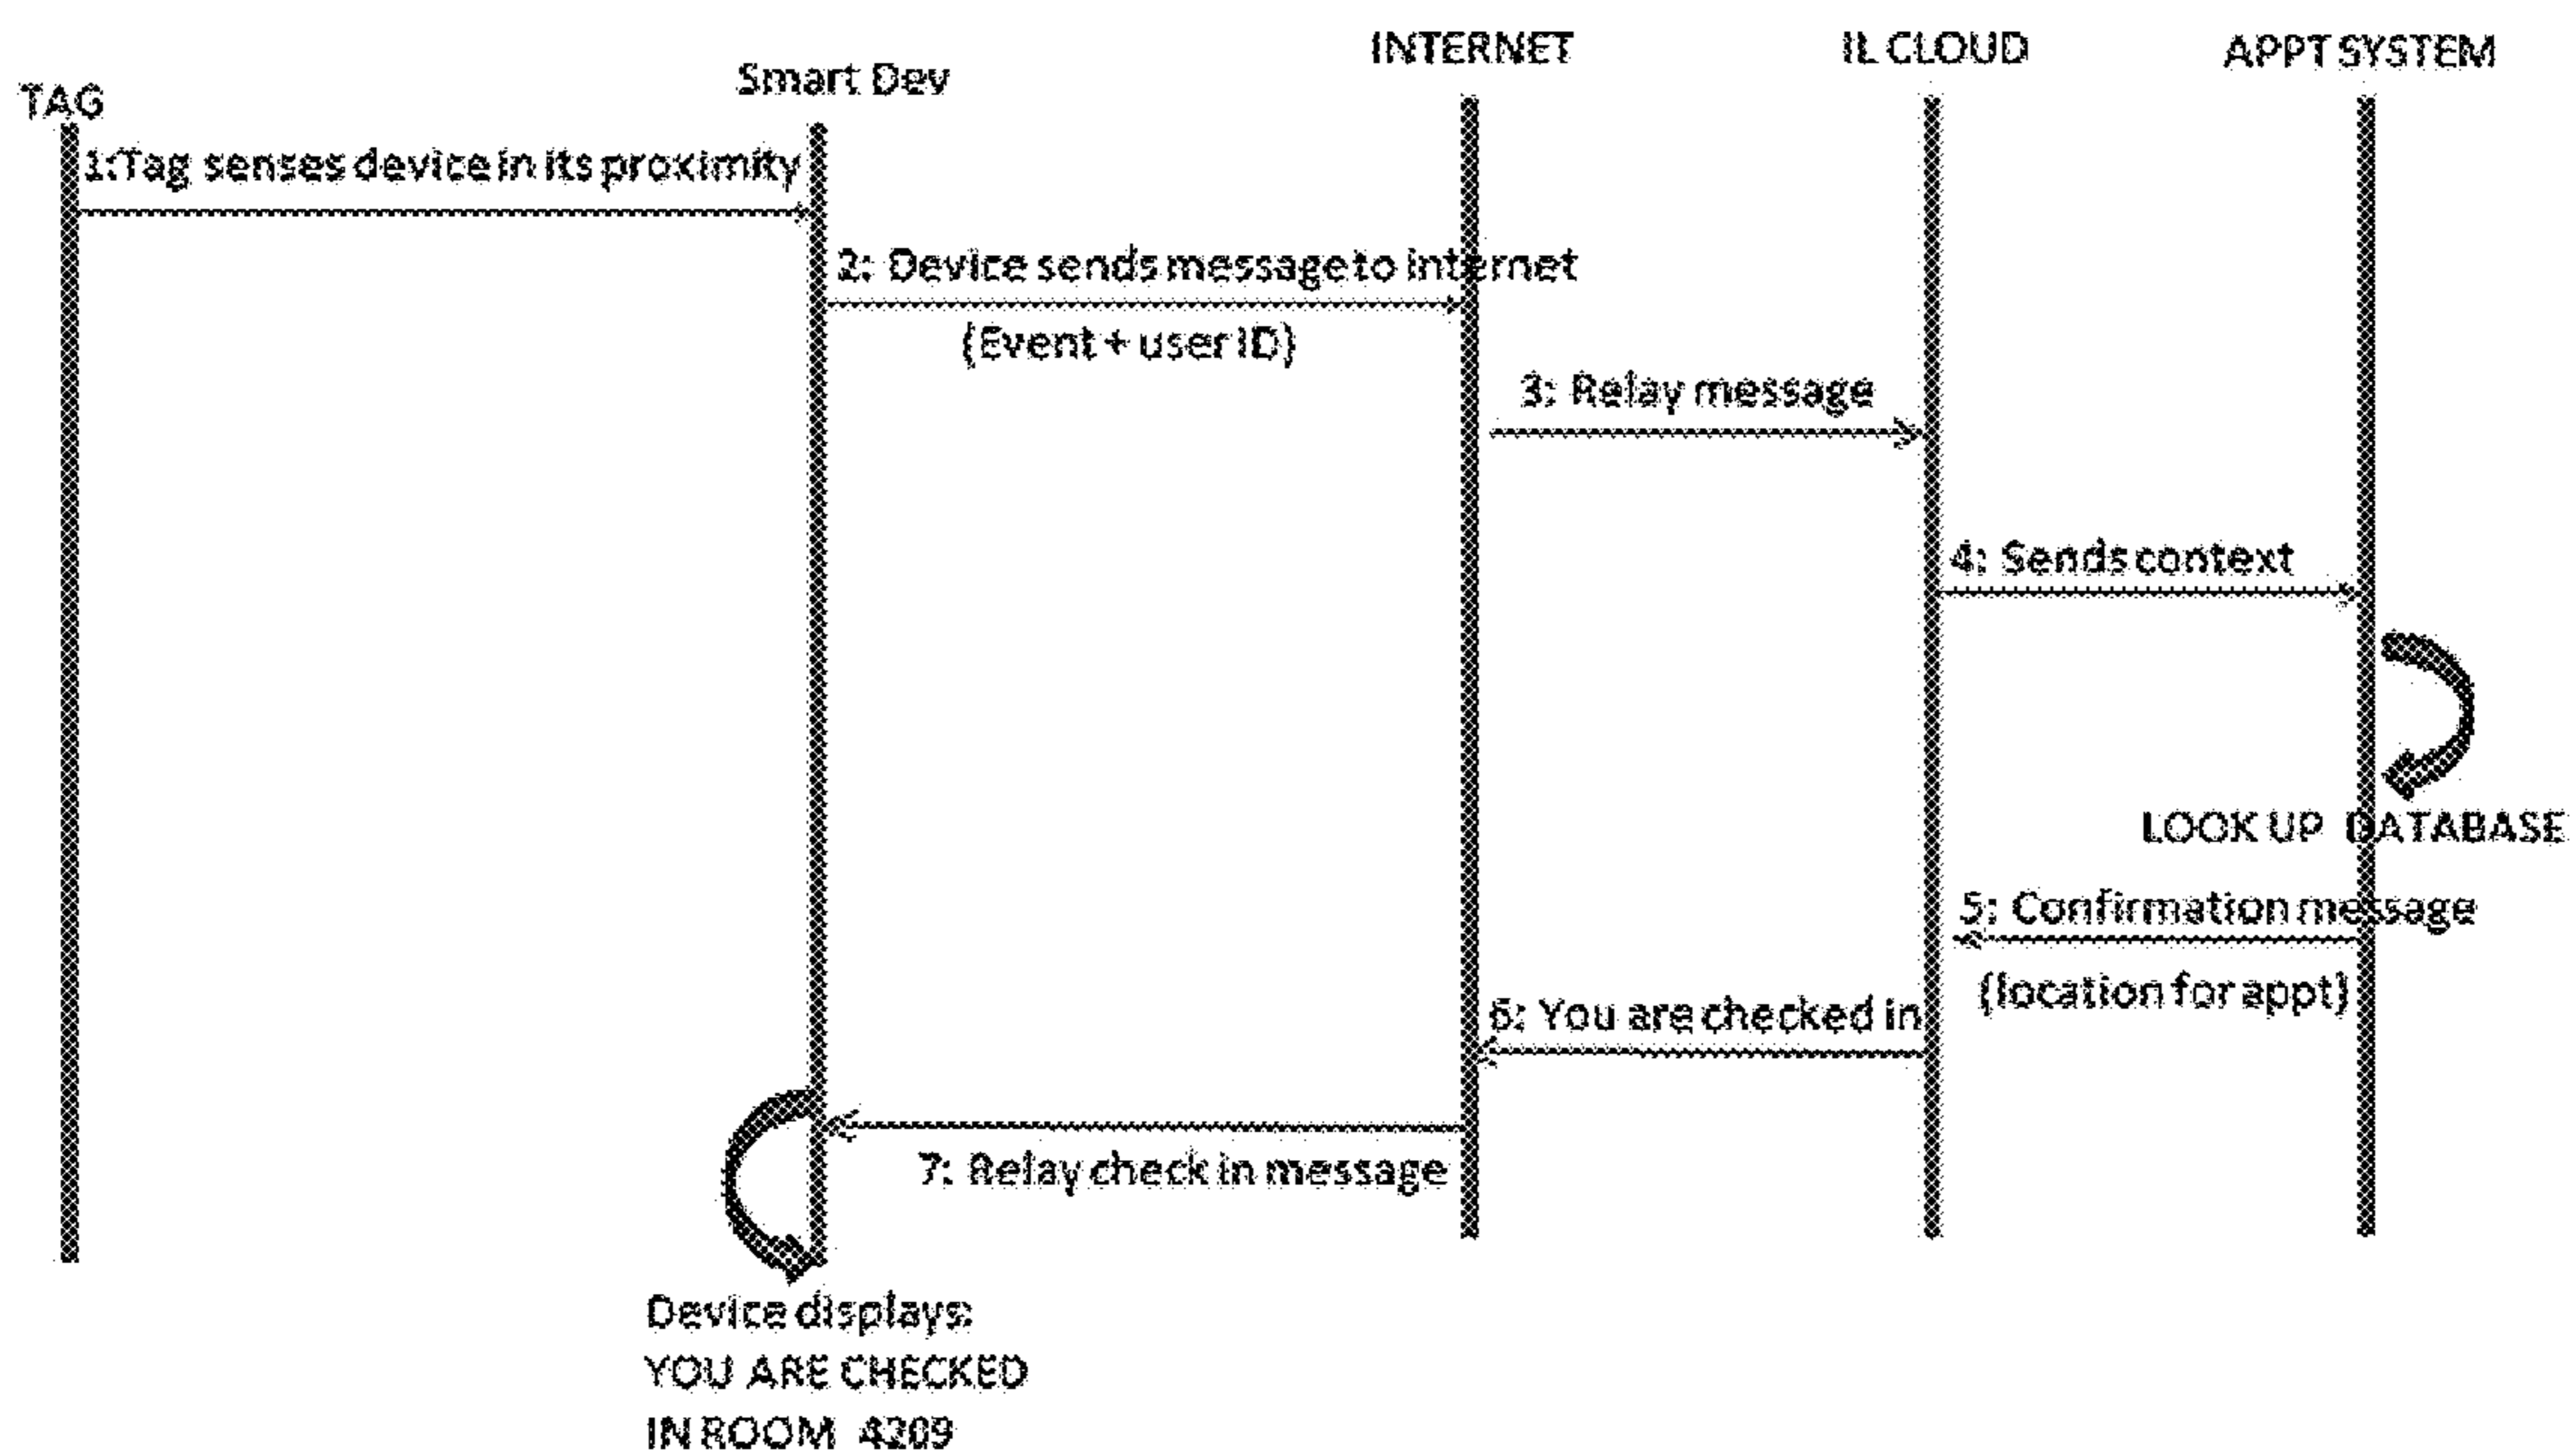 TAG
Smart Dev
INTERNET
IL CLOUD
APPT SYSTEM
1:Tag senses device in its proximity
2: Device sends message to internet
(Event + user ID)
3: Relay message
4: Sends context
LOOK UP DATABASE
5: Confirmation message
(location for appt)
6: You are checked in
7: Relay check in message
Device displays:
YOU ARE CHECKED
IN ROOM 4209